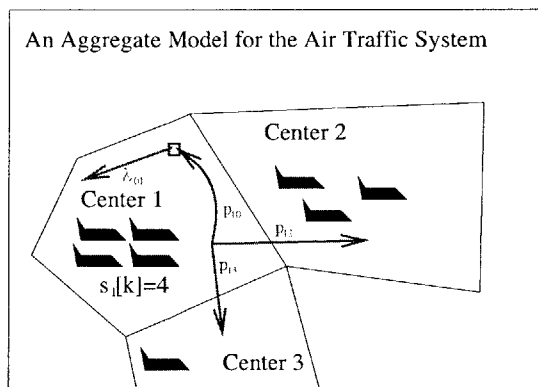 An Aggregate Model for the Air Traffic System
Center 2
λ01
Center 1
p10
p12
p13
s1[k]=4
Center 3